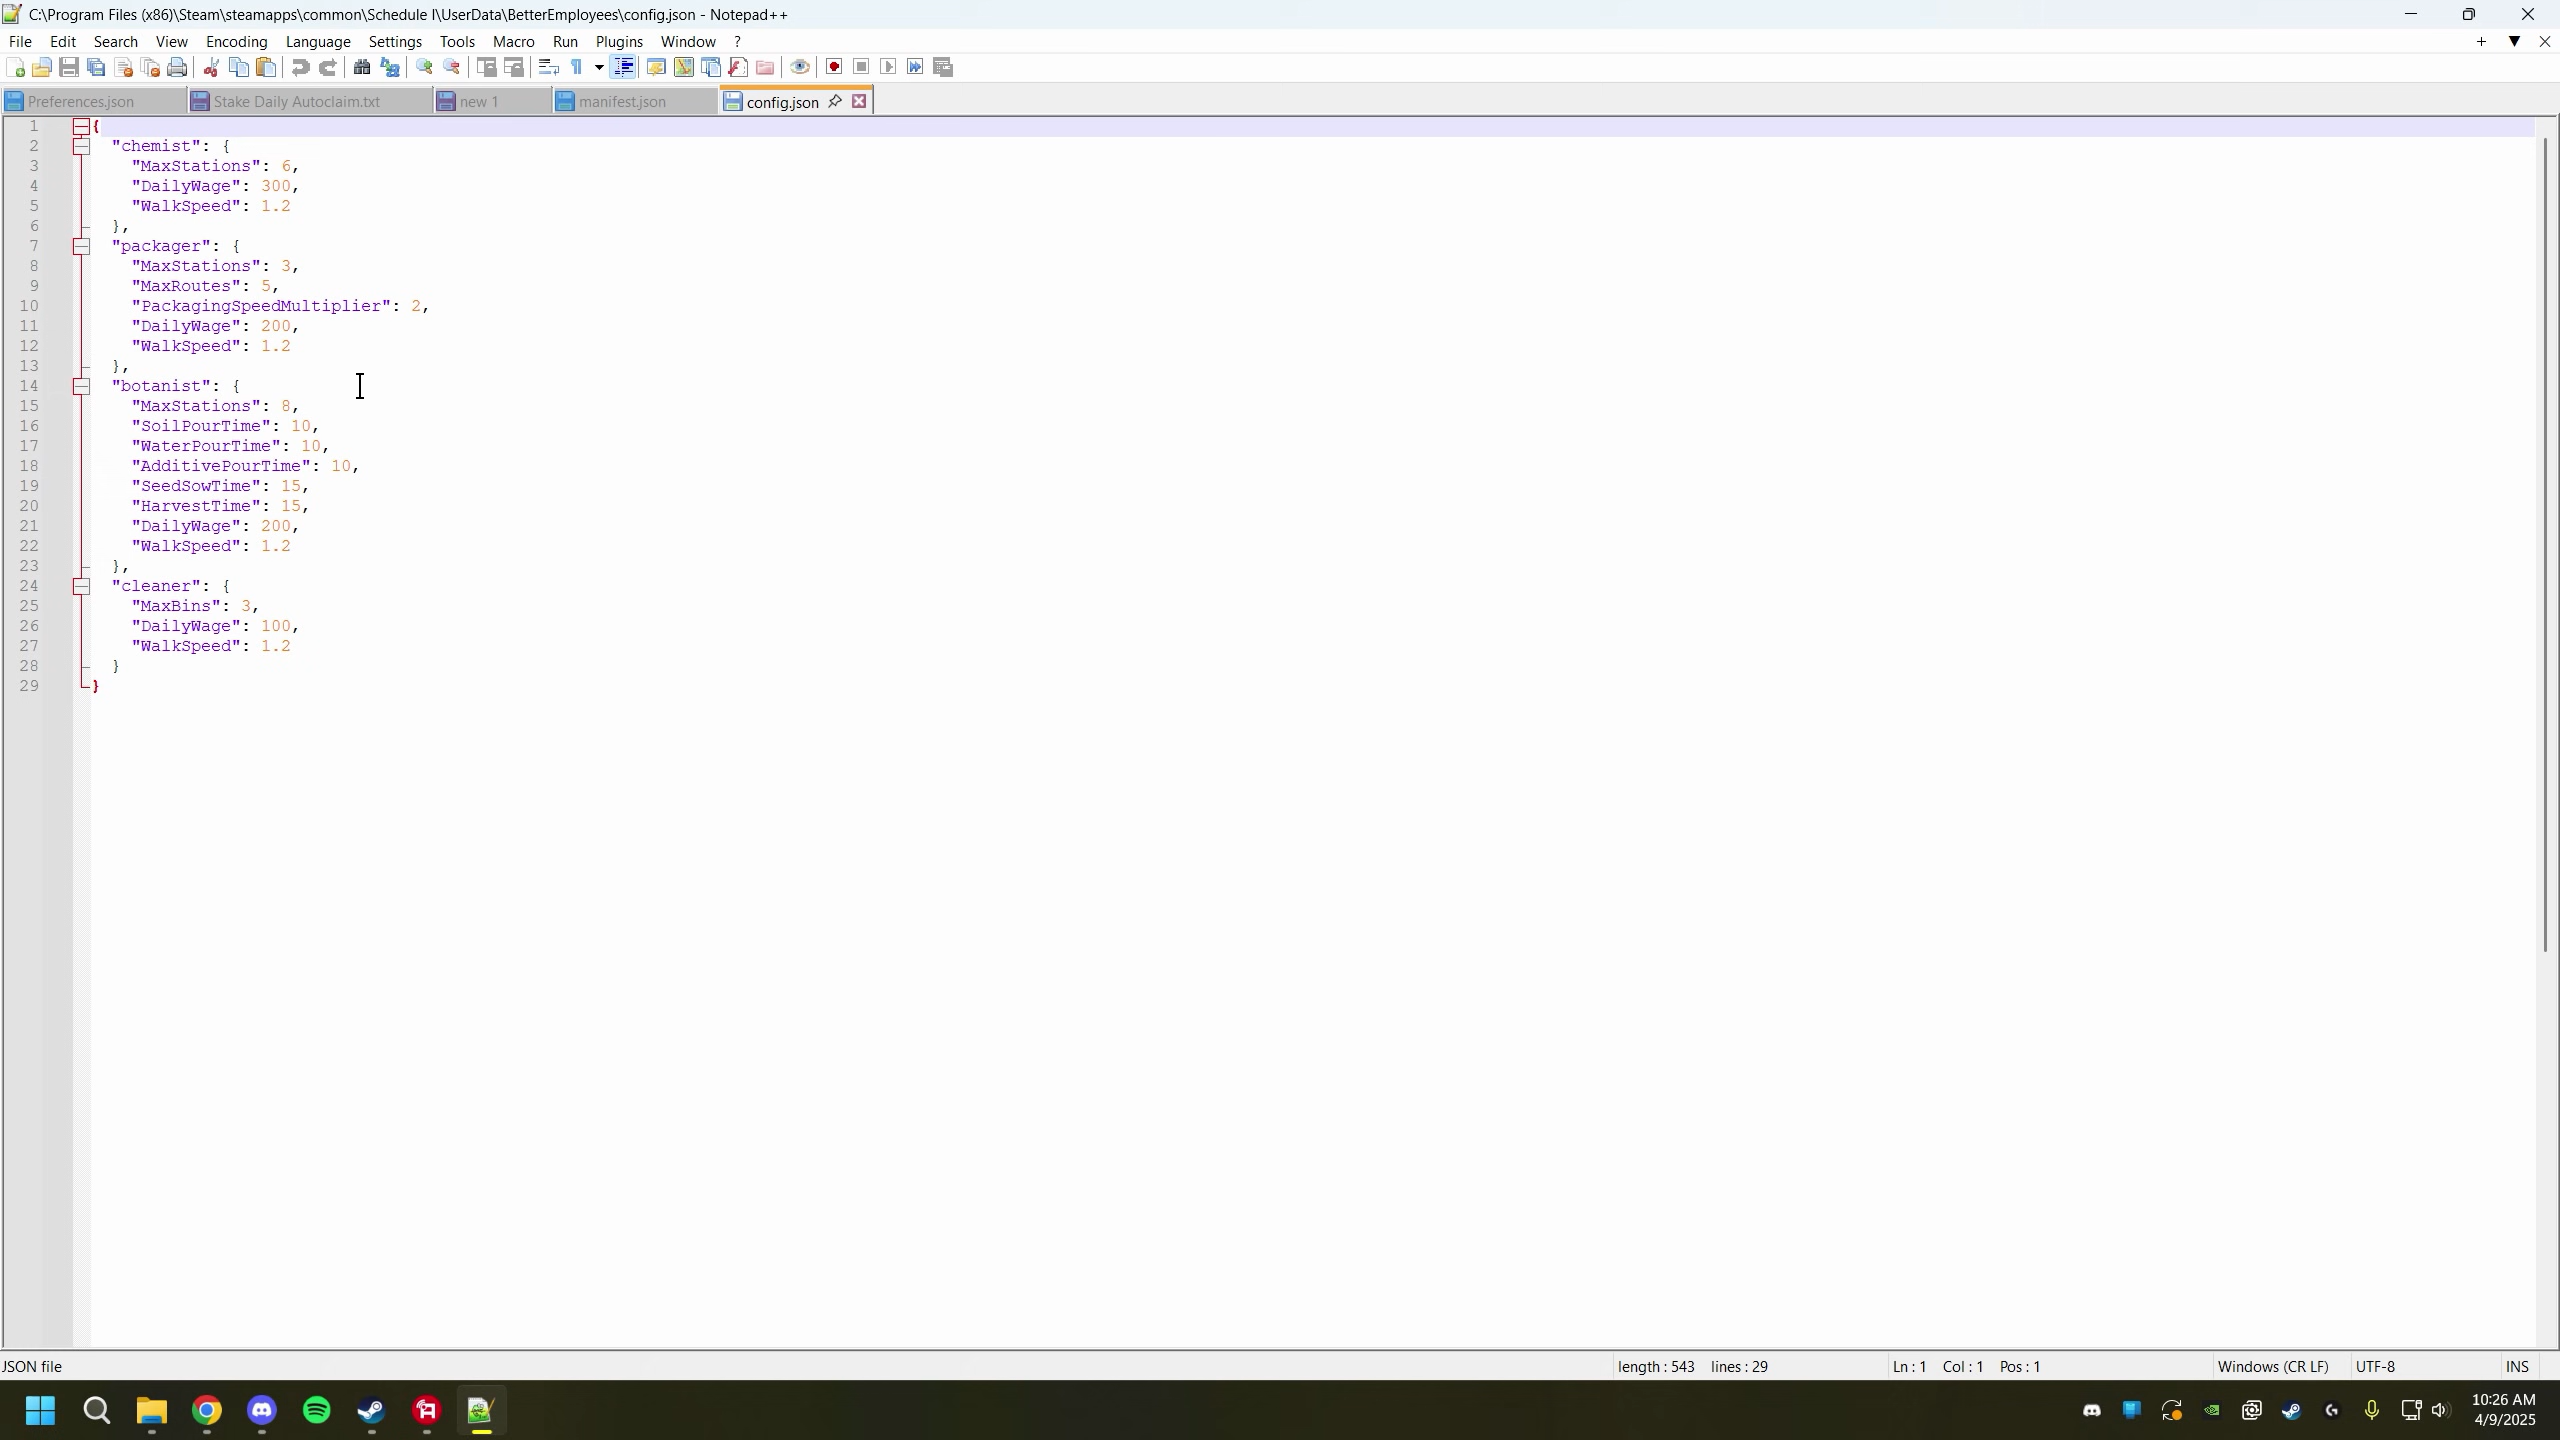 C:\Program Files (x86)\Steam\steamapps\common\Schedule I\UserData\BetterEmployees\config.json - Notepad++
File Edit Search View Encoding Language Settings Tools Macro Run Plugins Window ?
Preferences.json Stake Daily Autoclaim.txt new 1 manifest.json config.json
1 {
2 "chemist": {
3 "MaxStations": 6,
4 "DailyWage": 300,
5 "WalkSpeed": 1.2
6 },
7 "packager": {
8 "MaxStations": 3,
9 "MaxRoutes": 5,
10 "PackagingSpeedMultiplier": 2,
11 "DailyWage": 200,
12 "WalkSpeed": 1.2
13 },
14 "botanist": {
15 "MaxStations": 8,
16 "SoilPourTime": 10,
17 "WaterPourTime": 10,
18 "AdditivePourTime": 10,
19 "SeedSowTime": 15,
20 "HarvestTime": 15,
21 "DailyWage": 200,
22 "WalkSpeed": 1.2
23 },
24 "cleaner": {
25 "MaxBins": 3,
26 "DailyWage": 100,
27 "WalkSpeed": 1.2
28 }
29 }
JSON file length : 543 lines : 29 Ln : 1 Col : 1 Pos : 1 Windows (CR LF) UTF-8 INS
10:26 AM
4/9/2025